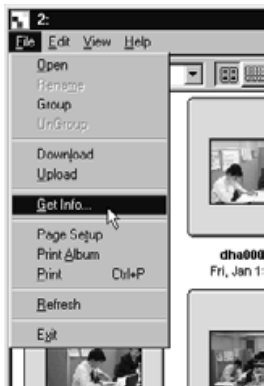 2:
File Edit View Help
Open
Rename
Group
UnGroup
Download
Upload
Get Info...
Page Setup
Print Album
Print Ctrl+P
Refresh
Exit
dha000
Fri, Jan 1: